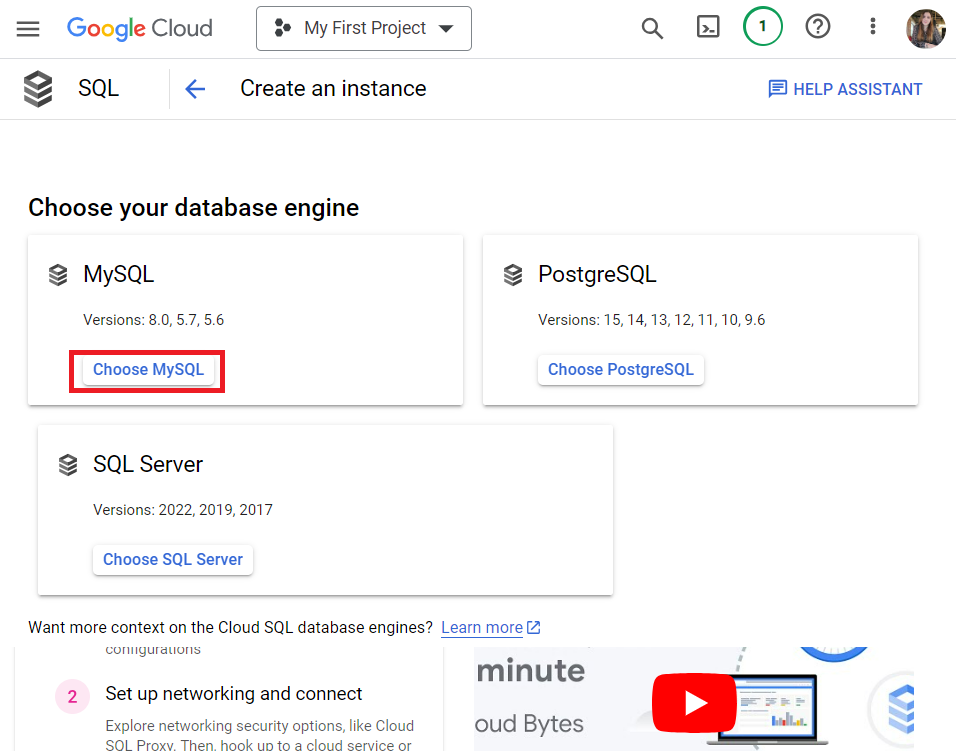 Google Cloud
My First Project
1
SQL
Create an instance
HELP ASSISTANT
Choose your database engine
MySQL
Versions: 8.0, 5.7, 5.6
Choose MySQL
PostgreSQL
Versions: 15, 14, 13, 12, 11, 10, 9.6
Choose PostgreSQL
SQL Server
Versions: 2022, 2019, 2017
Choose SQL Server
Want more context on the Cloud SQL database engines? Learn more
configurations
2
Set up networking and connect
Explore networking security options, like Cloud
SQL Proxy. Then, hook up to a cloud service or
minute
oud Bytes